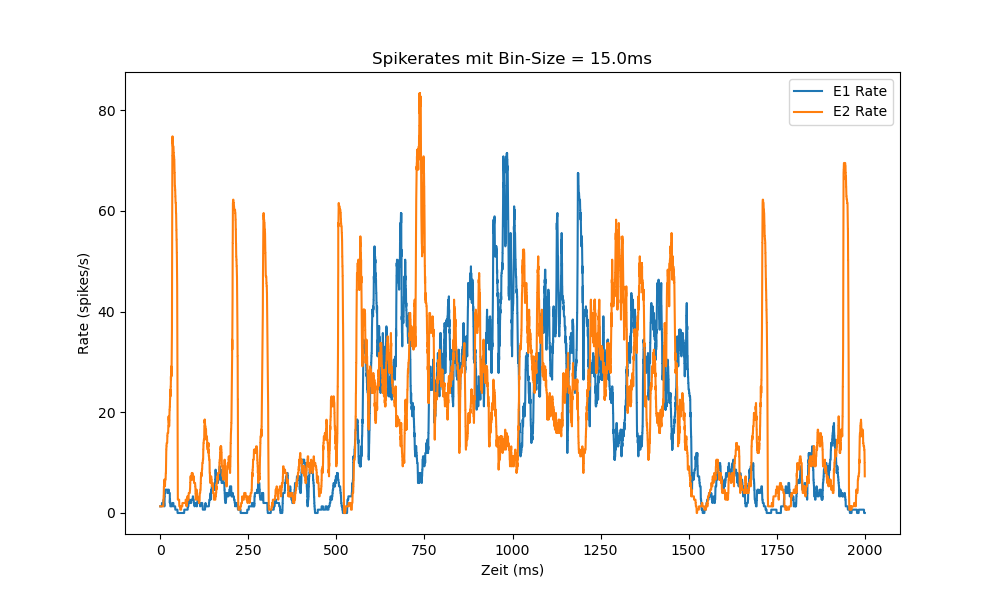 Spikerates mit Bin-Size = 15.0ms
E1 Rate
E2 Rate
Rate (spikes/s)
80
60
40
20
0
0 250 500 750 1000 1250 1500 1750 2000
Zeit (ms)